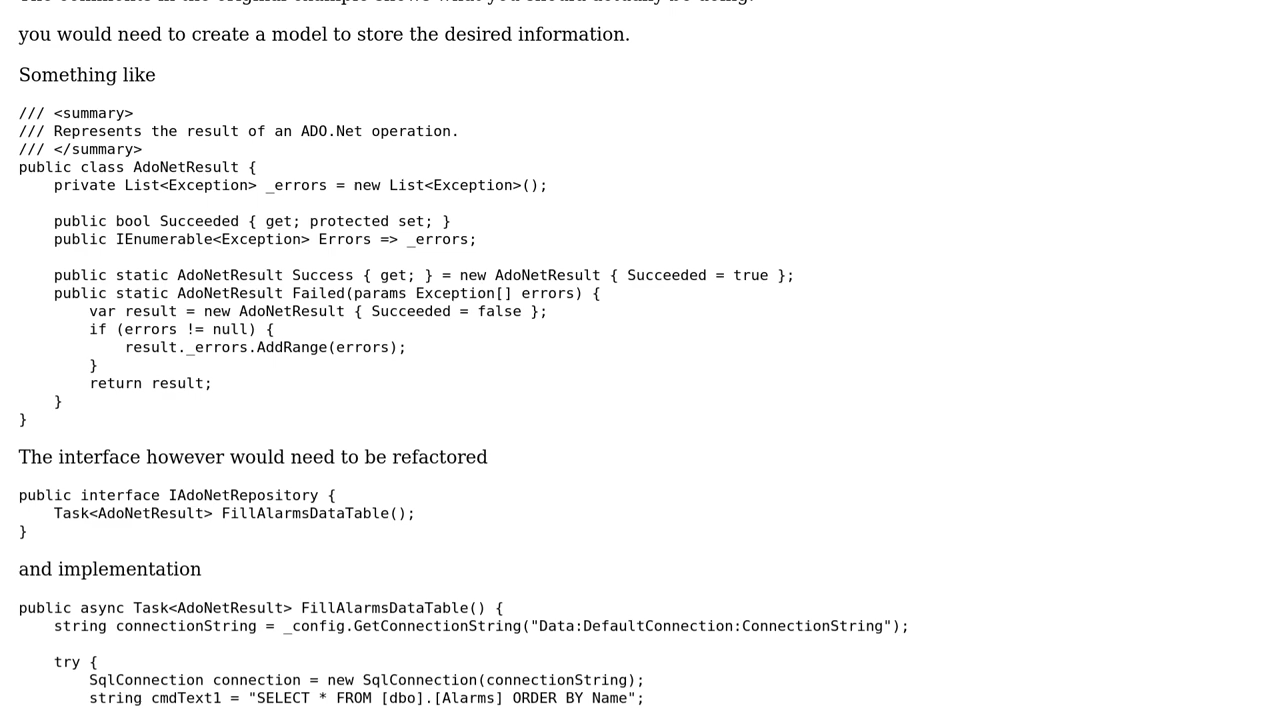 you would need to create a model to store the desired information.
Something like
/// <summary>
/// Represents the result of an ADO.Net operation.
/// </summary>
public class AdoNetResult {
    private List<Exception> _errors = new List<Exception>();

    public bool Succeeded { get; protected set; }
    public IEnumerable<Exception> Errors => _errors;

    public static AdoNetResult Success { get; } = new AdoNetResult { Succeeded = true };
    public static AdoNetResult Failed(params Exception[] errors) {
        var result = new AdoNetResult { Succeeded = false };
        if (errors != null) {
            result._errors.AddRange(errors);
        }
        return result;
    }
}
The interface however would need to be refactored
public interface IAdoNetRepository {
    Task<AdoNetResult> FillAlarmsDataTable();
}
and implementation
public async Task<AdoNetResult> FillAlarmsDataTable() {
    string connectionString = _config.GetConnectionString("Data:DefaultConnection:ConnectionString");

    try {
        SqlConnection connection = new SqlConnection(connectionString);
        string cmdText1 = "SELECT * FROM [dbo].[Alarms] ORDER BY Name";